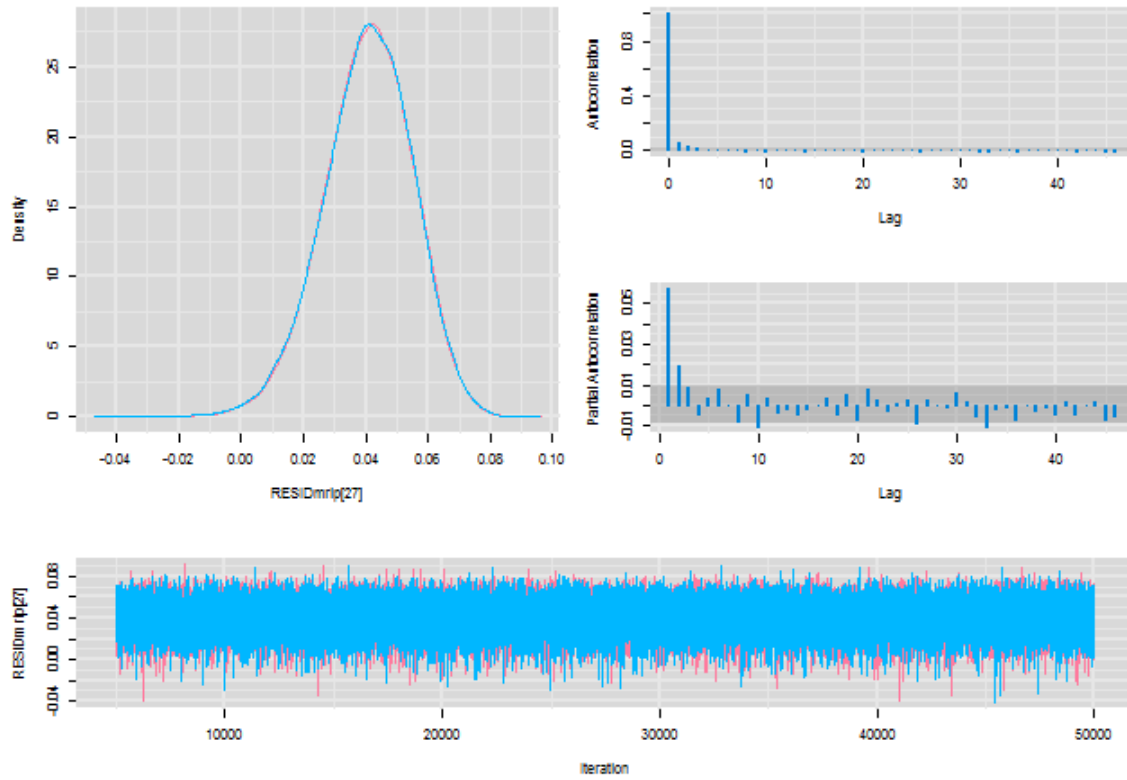 Density
0 5 10 15 20 25
-0.04 -0.02 0.00 0.02 0.04 0.06 0.08 0.10
RESIDmrip[27]
Autocorrelation
0.0 0.4 0.8
0 10 20 30 40
Lag
Partial Autocorrelation
-0.01 0.01 0.03 0.05
0 10 20 30 40
Lag
RESIDmrip[27]
-0.04 0.00 0.04 0.08
10000 20000 30000 40000 50000
Iteration